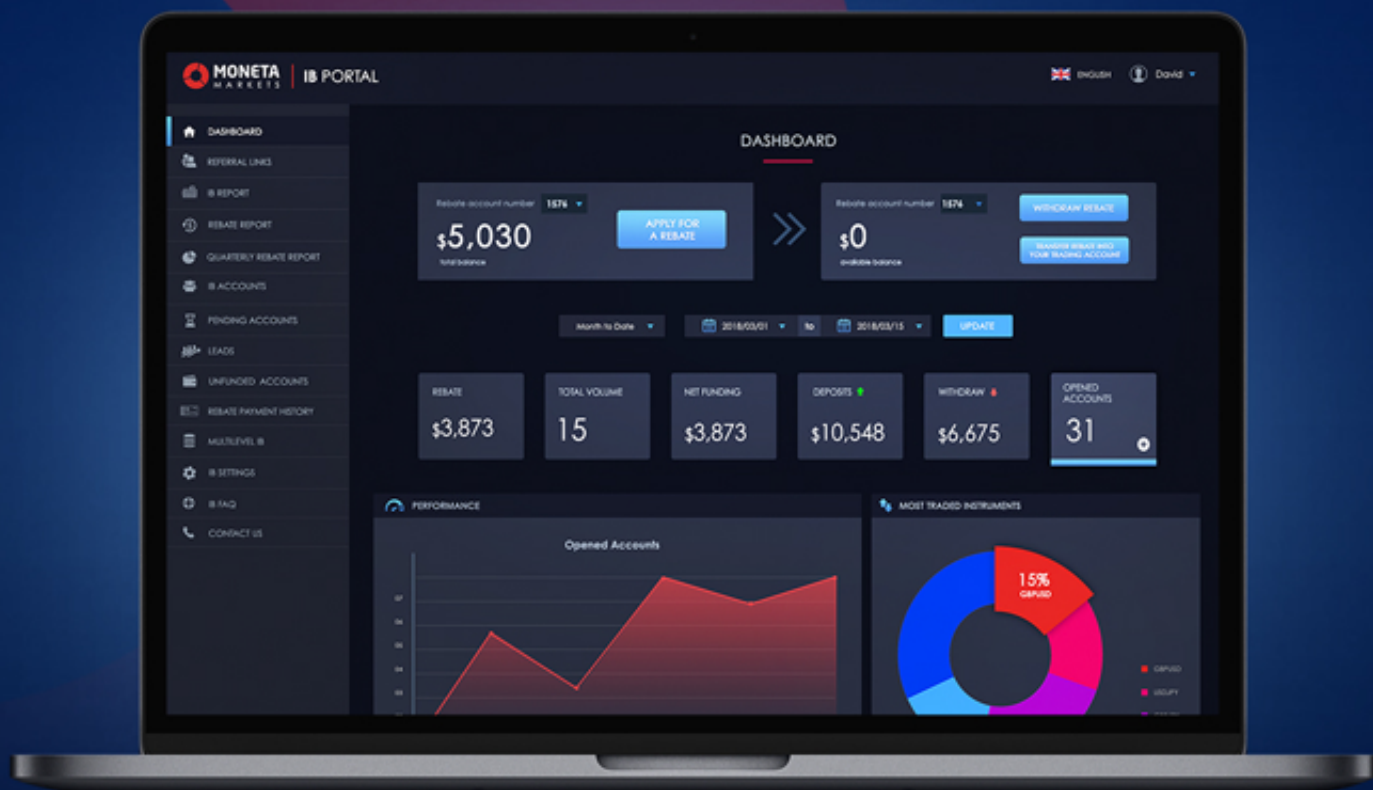 MONETA
MARKETS
IB PORTAL
ENGLISH
David
DASHBOARD
REFERRAL LINKS
IB REPORT
REBATE REPORT
QUARTERLY REBATE REPORT
IB ACCOUNTS
PENDING ACCOUNTS
LEADS
UNFUNDED ACCOUNTS
REBATE PAYMENT HISTORY
MULTILEVEL IB
IB SETTINGS
IB FAQ
CONTACT US
DASHBOARD
Rebate account number 1576
$5,030
total balance
APPLY FOR
A REBATE
Rebate account number 1576
$0
available balance
WITHDRAW REBATE
TRANSFER REBATE INTO
YOUR TRADING ACCOUNT
Month to Date
2018/03/01 to 2018/03/15
UPDATE
REBATE
$3,873
TOTAL VOLUME
15
NET FUNDING
$3,873
DEPOSITS
$10,548
WITHDRAW
$6,675
OPENED
ACCOUNTS
31
PERFORMANCE
Opened Accounts
07
06
05
04
03
MOST TRADED INSTRUMENTS
15%
GBPUSD
GBPUSD
USDJPY